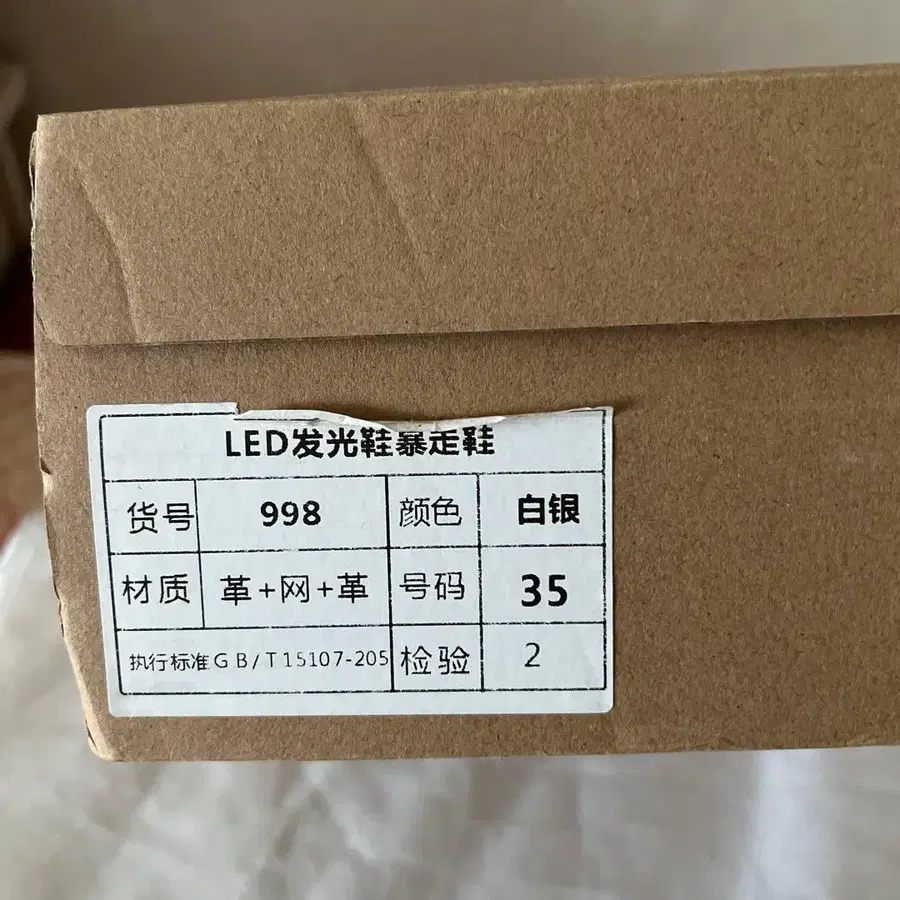 LED发光鞋暴走鞋
货号 998 颜色 白银
材质 革+网+革 号码 35
执行标准GB/T15107-205 检验 2